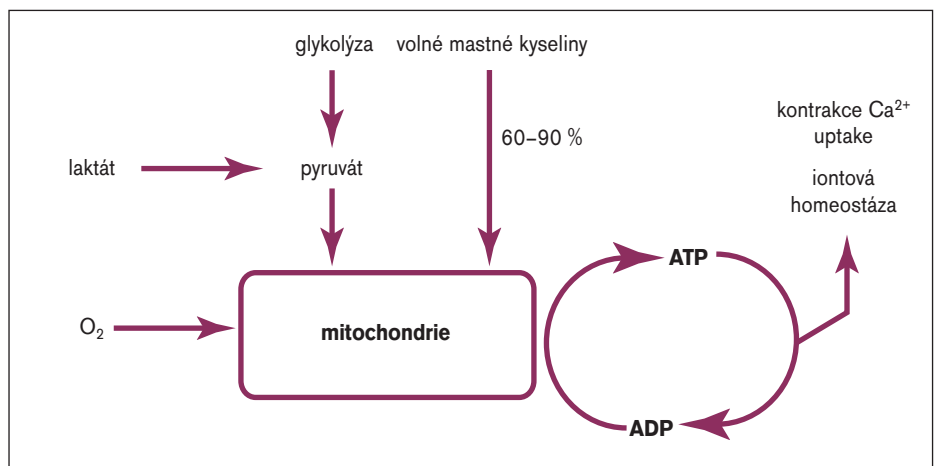 glykolýza
volné mastné kyseliny
60–90 %
kontrakce Ca²⁺
uptake
iontová
homeostáza
laktát
pyruvát
ATP
O₂
mitochondrie
ADP